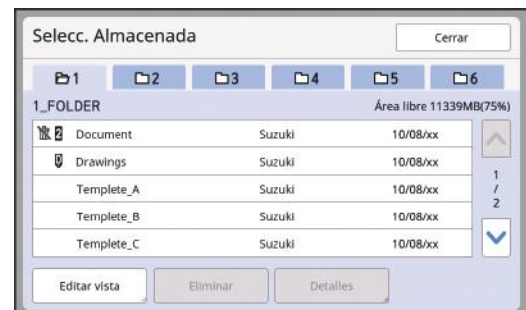 Selecc. Almacenada
Cerrar
1 2 3 4 5 6
1_FOLDER Área libre 11339MB(75%)
2 Document Suzuki 10/08/xx
Drawings Suzuki 10/08/xx
Templete_A Suzuki 10/08/xx
Templete_B Suzuki 10/08/xx
Templete_C Suzuki 10/08/xx
1
/
2
Editar vista Eliminar Detalles